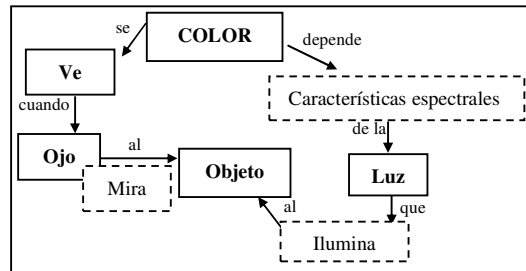 COLOR
se
depende
Ve
Características espectrales
cuando
de la
Ojo
al
Objeto
Luz
Mira
al
que
Ilumina